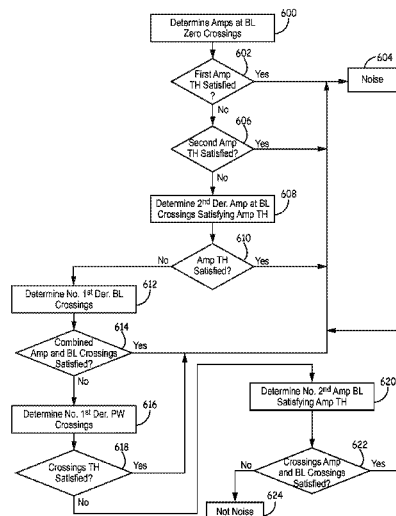 600
Determine Amps at BL
Zero Crossings
602
First Amp
TH Satisfied
?
Yes
604
Noise
No
606
Second Amp
TH Satisfied?
Yes
No
608
Determine 2nd Der. Amp at BL
Crossings Satisfying Amp TH
610
Amp TH
Satisfied?
No
Yes
612
Determine No. 1st Der. BL
Crossings
614
Combined
Amp and BL Crossings
Satisfied?
Yes
No
616
Determine No. 1st Der. PW
Crossings
618
Crossings TH
Satisfied?
Yes
No
620
Determine No. 2nd Amp BL
Satisfying Amp TH
622
Crossings Amp
and BL Crossings
Satisfied?
No
Yes
624
Not Noise